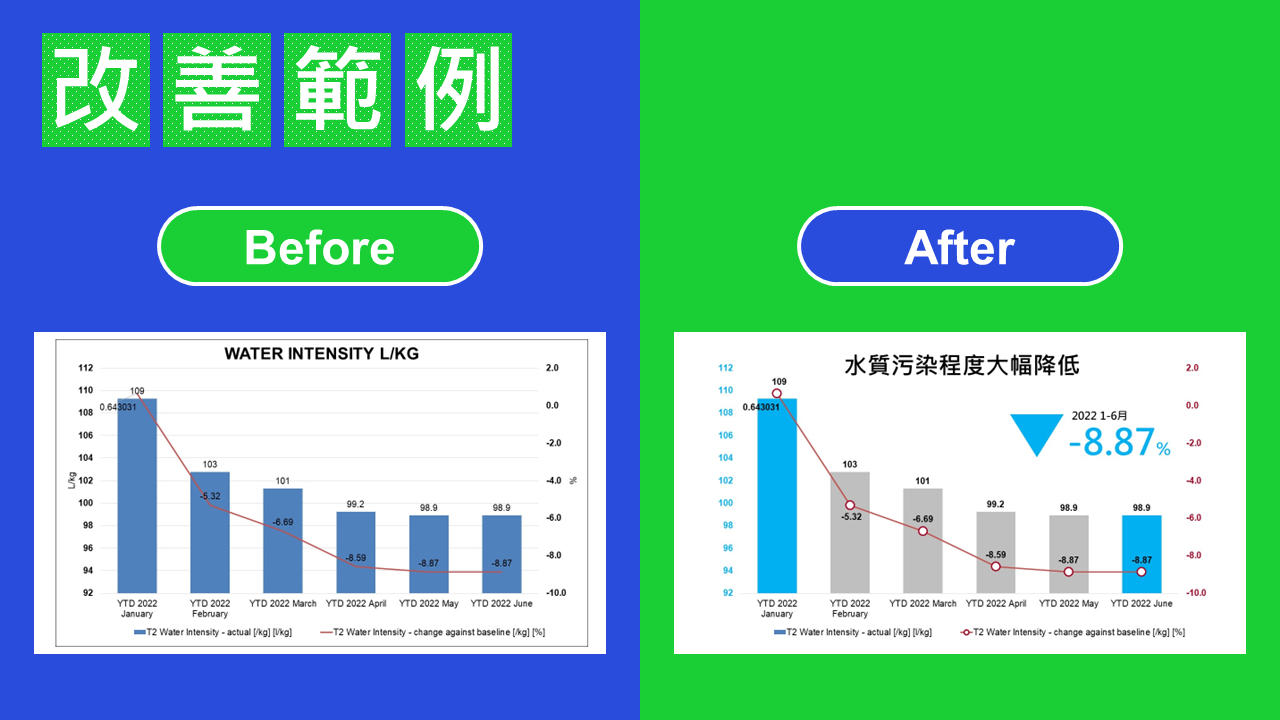 改善範例
Before
After
WATER INTENSITY L/KG
112
110
108
106
104
102
100
98
96
94
92
L/kg
2.0
0.0
-2.0
-4.0
-6.0
-8.0
-10.0
%
109
0.643031
103
-5.32
101
-6.69
99.2
-8.59
98.9
-8.87
98.9
-8.87
YTD 2022 January
YTD 2022 February
YTD 2022 March
YTD 2022 April
YTD 2022 May
YTD 2022 June
T2 Water Intensity - actual [/kg] [l/kg]
T2 Water Intensity - change against baseline [/kg] [%]
水質污染程度大幅降低
2022 1-6月
-8.87%
112
110
108
106
104
102
100
98
96
94
92
2.0
0.0
-2.0
-4.0
-6.0
-8.0
-10.0
109
0.643031
103
-5.32
101
-6.69
99.2
-8.59
98.9
-8.87
98.9
-8.87
YTD 2022 January
YTD 2022 February
YTD 2022 March
YTD 2022 April
YTD 2022 May
YTD 2022 June
T2 Water Intensity - actual [/kg] [l/kg]
T2 Water Intensity - change against baseline [/kg] [%]